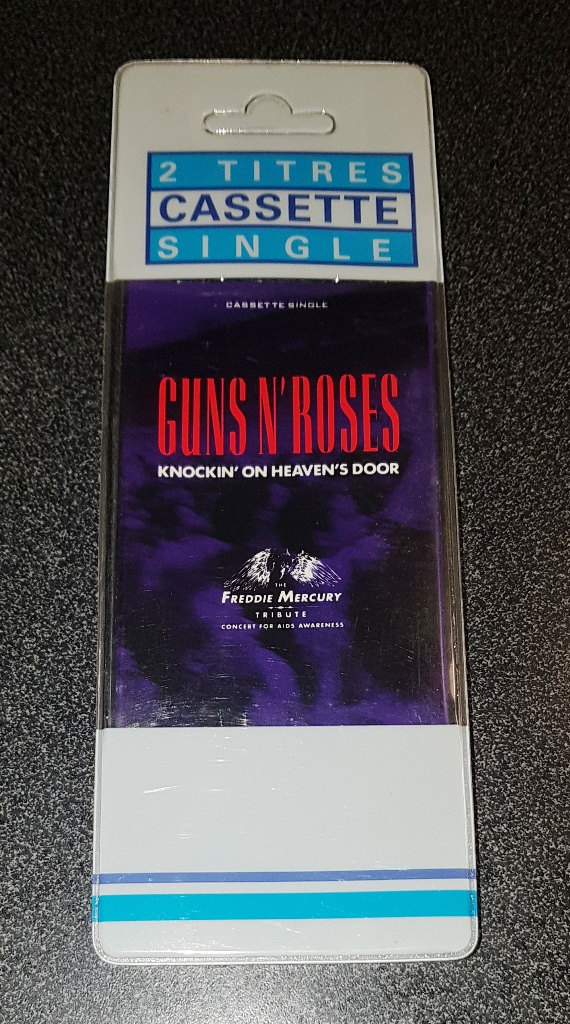 2 TITRES
CASSETTE
SINGLE
CASSETTE SINGLE
GUNS N' ROSES
KNOCKIN' ON HEAVEN'S DOOR
THE
FREDDIE MERCURY
TRIBUTE
CONCERT FOR AIDS AWARENESS